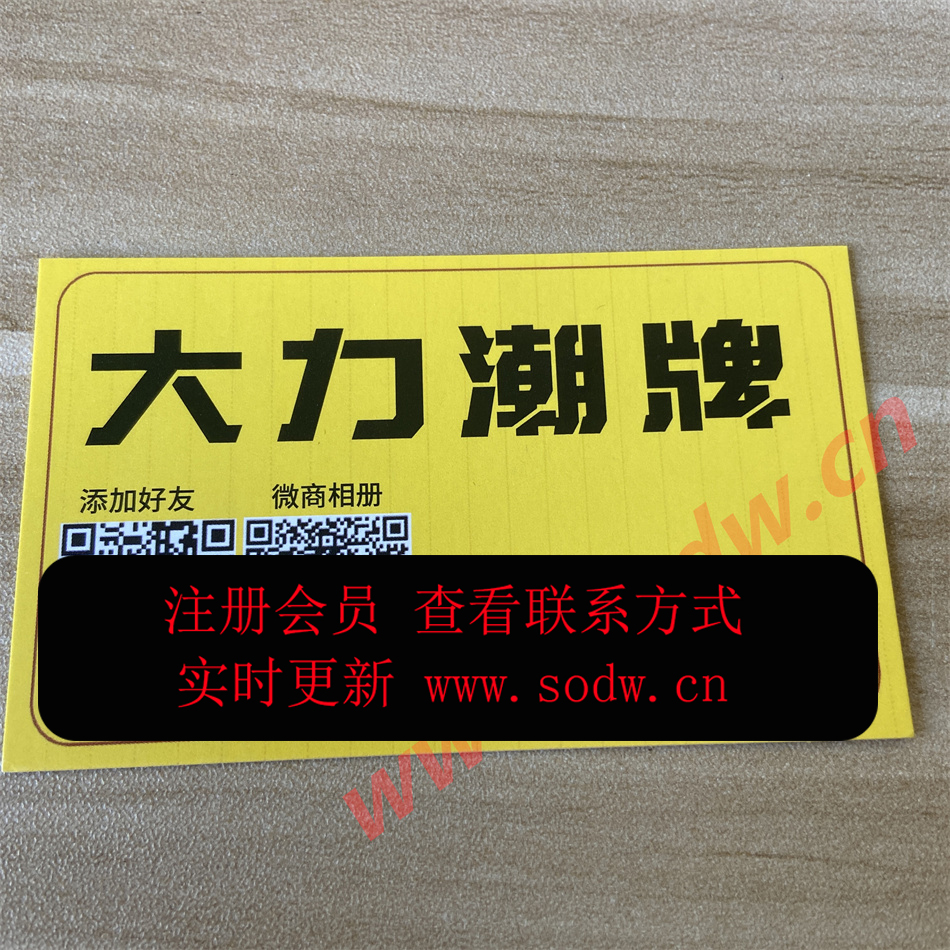 大力潮牌
添加好友 微商相册
注册会员 查看联系方式
实时更新 www.sodw.cn